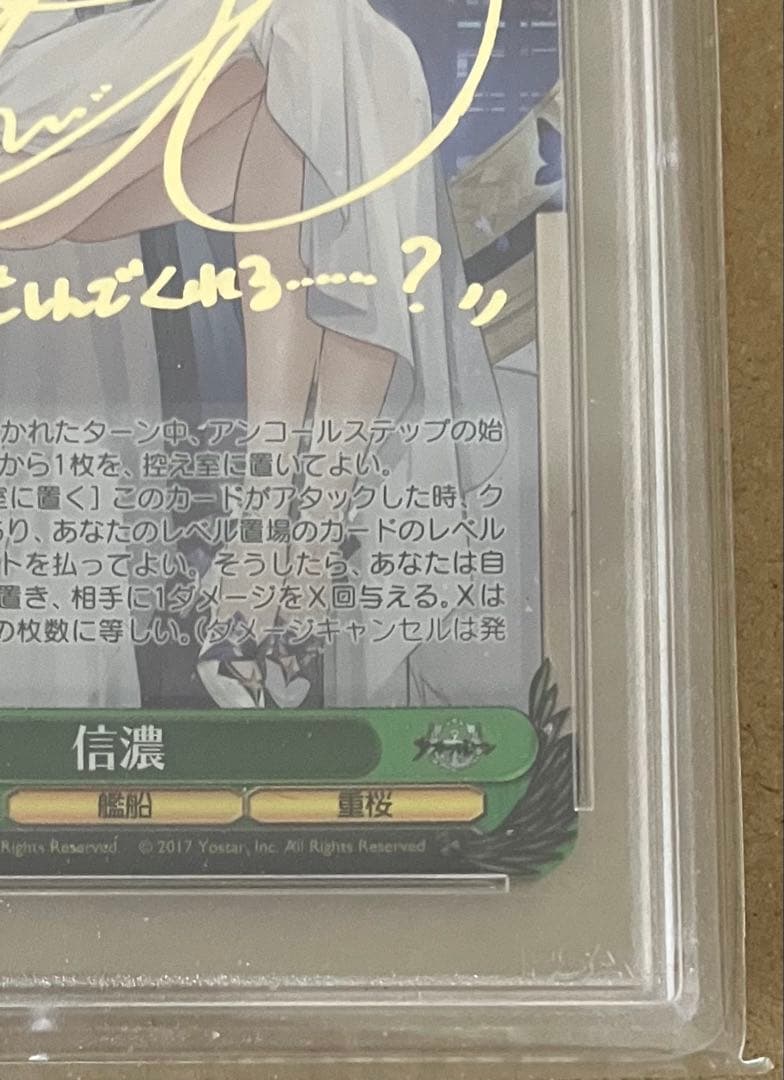 んでくれる……?"
かれたターン中、アンコールステップの始
から1枚を、控え室に置いてよい。
室に置く] このカードがアタックした時、ク
り、あなたのレベル置場のカードのレベル
トを払ってよい。そうしたら、あなたは自
置き、相手に1ダメージをX回与える。Xは
の枚数に等しい。(ダメージキャンセルは発
信濃
艦船 重桜
Rights Reserved. © 2017 Yostar, Inc. All Rights Reserved